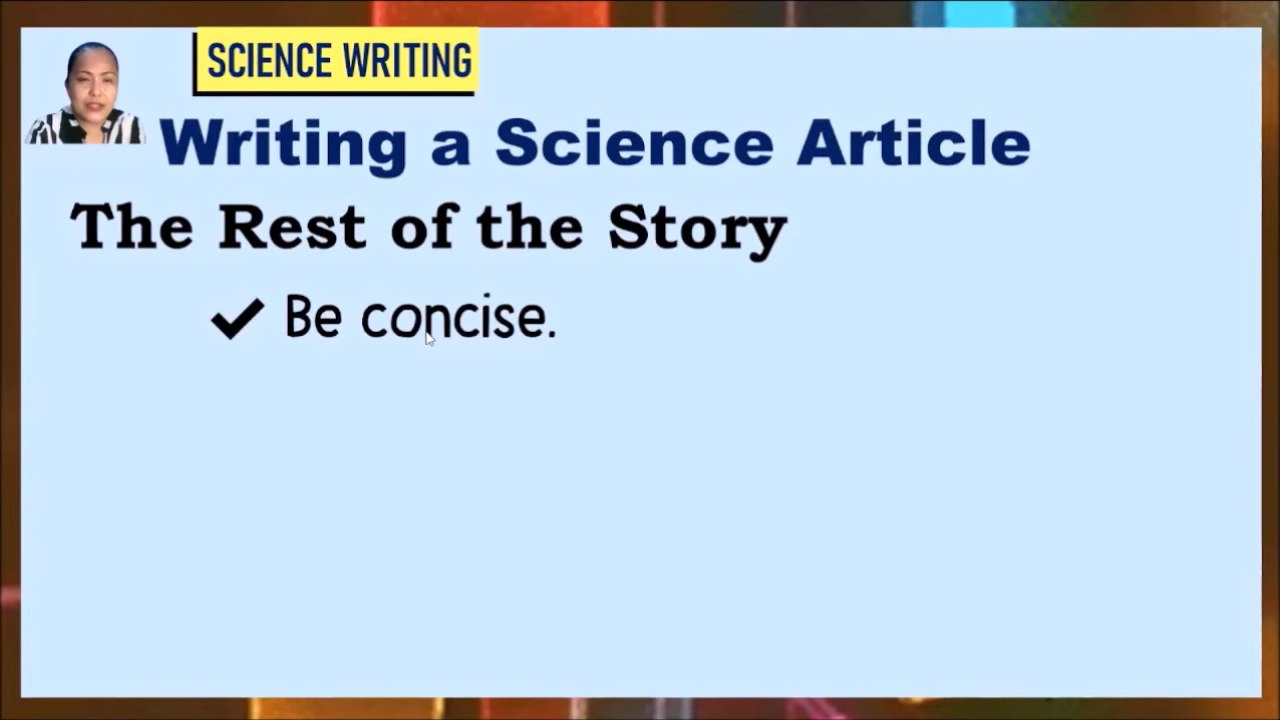 SCIENCE WRITING
Writing a Science Article
The Rest of the Story
✔ Be concise.